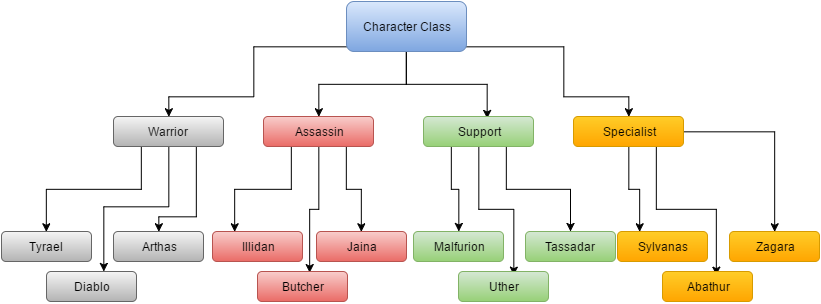 Character Class
Warrior
Assassin
Support
Specialist
Tyrael
Arthas
Illidan
Jaina
Malfurion
Tassadar
Sylvanas
Zagara
Diablo
Butcher
Uther
Abathur